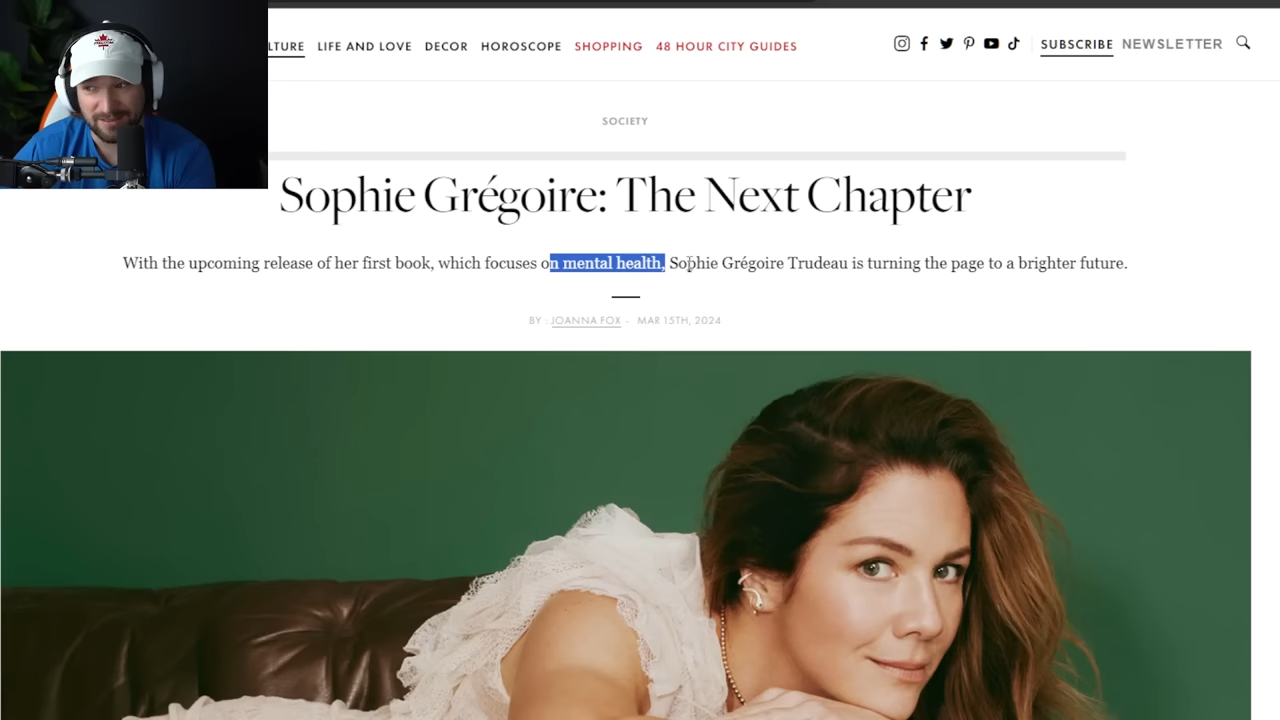 LTURE LIFE AND LOVE DECOR HOROSCOPE SHOPPING 48 HOUR CITY GUIDES SUBSCRIBE NEWSLETTER
SOCIETY
Sophie Grégoire: The Next Chapter
With the upcoming release of her first book, which focuses on mental health, Sophie Grégoire Trudeau is turning the page to a brighter future.
BY : JOANNA FOX - MAR 15TH, 2024